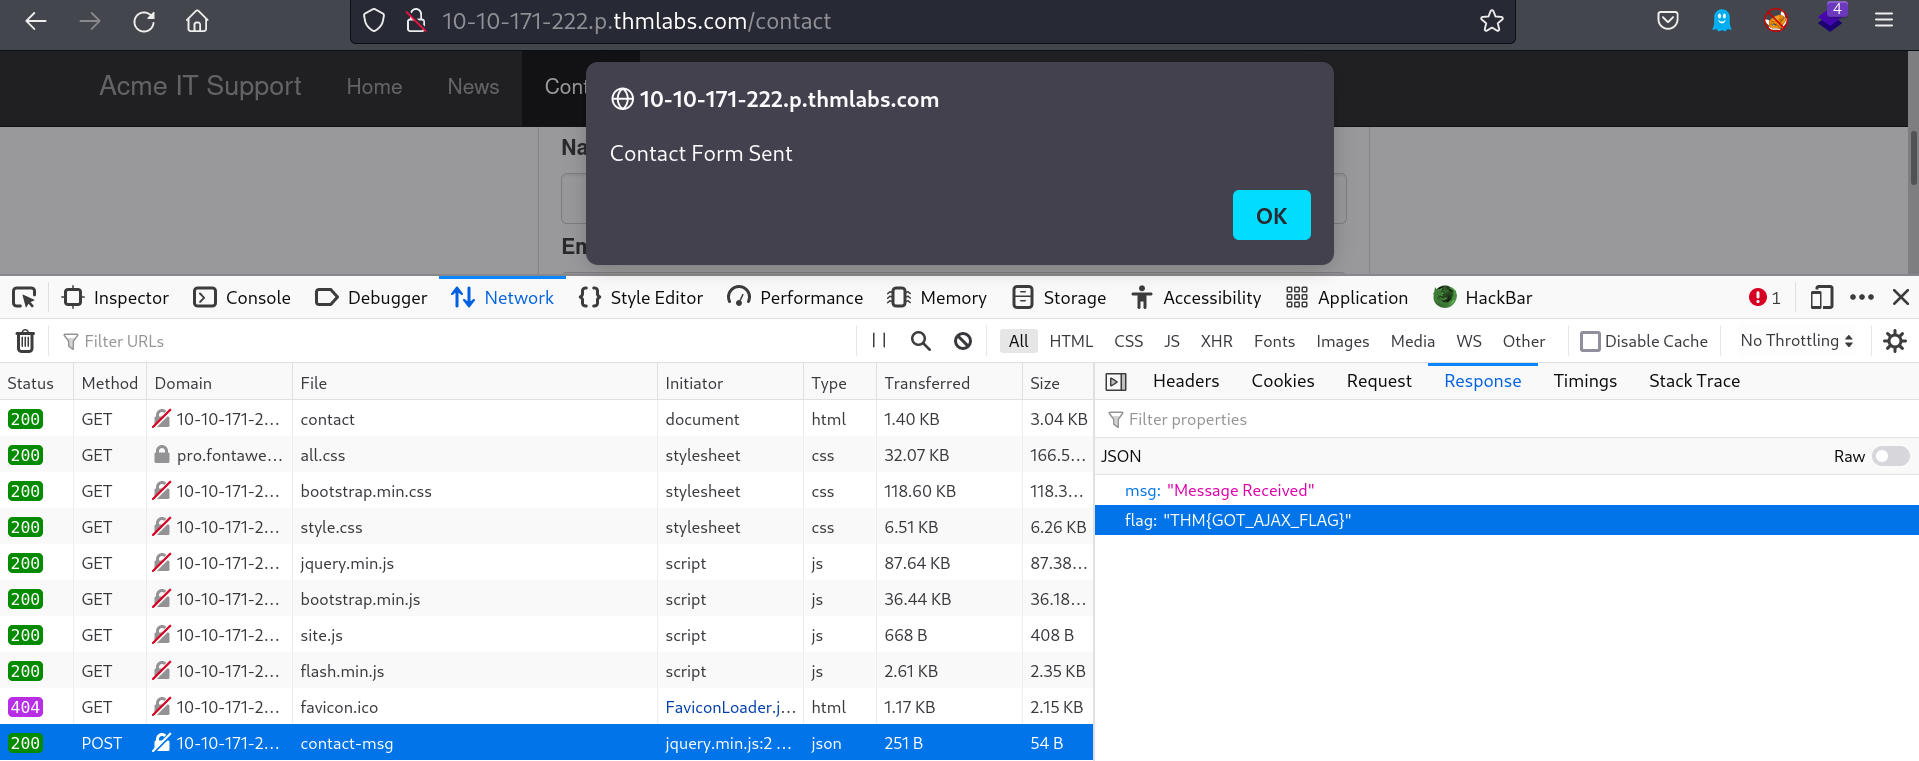 10-10-171-222.p.thmlabs.com/contact
4
Acme IT Support Home News Cont
10-10-171-222.p.thmlabs.com
Contact Form Sent
OK
Na
En
Inspector Console Debugger Network Style Editor Performance Memory Storage Accessibility Application HackBar 1
Filter URLs All HTML CSS JS XHR Fonts Images Media WS Other Disable Cache No Throttling
Status Method Domain File Initiator Type Transferred Size
200 GET 10-10-171-2... contact document html 1.40 KB 3.04 KB
200 GET pro.fontawe... all.css stylesheet css 32.07 KB 166.5...
200 GET 10-10-171-2... bootstrap.min.css stylesheet css 118.60 KB 118.3...
200 GET 10-10-171-2... style.css stylesheet css 6.51 KB 6.26 KB
200 GET 10-10-171-2... jquery.min.js script js 87.64 KB 87.38...
200 GET 10-10-171-2... bootstrap.min.js script js 36.44 KB 36.18...
200 GET 10-10-171-2... site.js script js 668 B 408 B
200 GET 10-10-171-2... flash.min.js script js 2.61 KB 2.35 KB
404 GET 10-10-171-2... favicon.ico FaviconLoader.j... html 1.17 KB 2.15 KB
200 POST 10-10-171-2... contact-msg jquery.min.js:2 ... json 251 B 54 B
Headers Cookies Request Response Timings Stack Trace
Filter properties
JSON Raw
msg: "Message Received"
flag: "THM{GOT_AJAX_FLAG}"